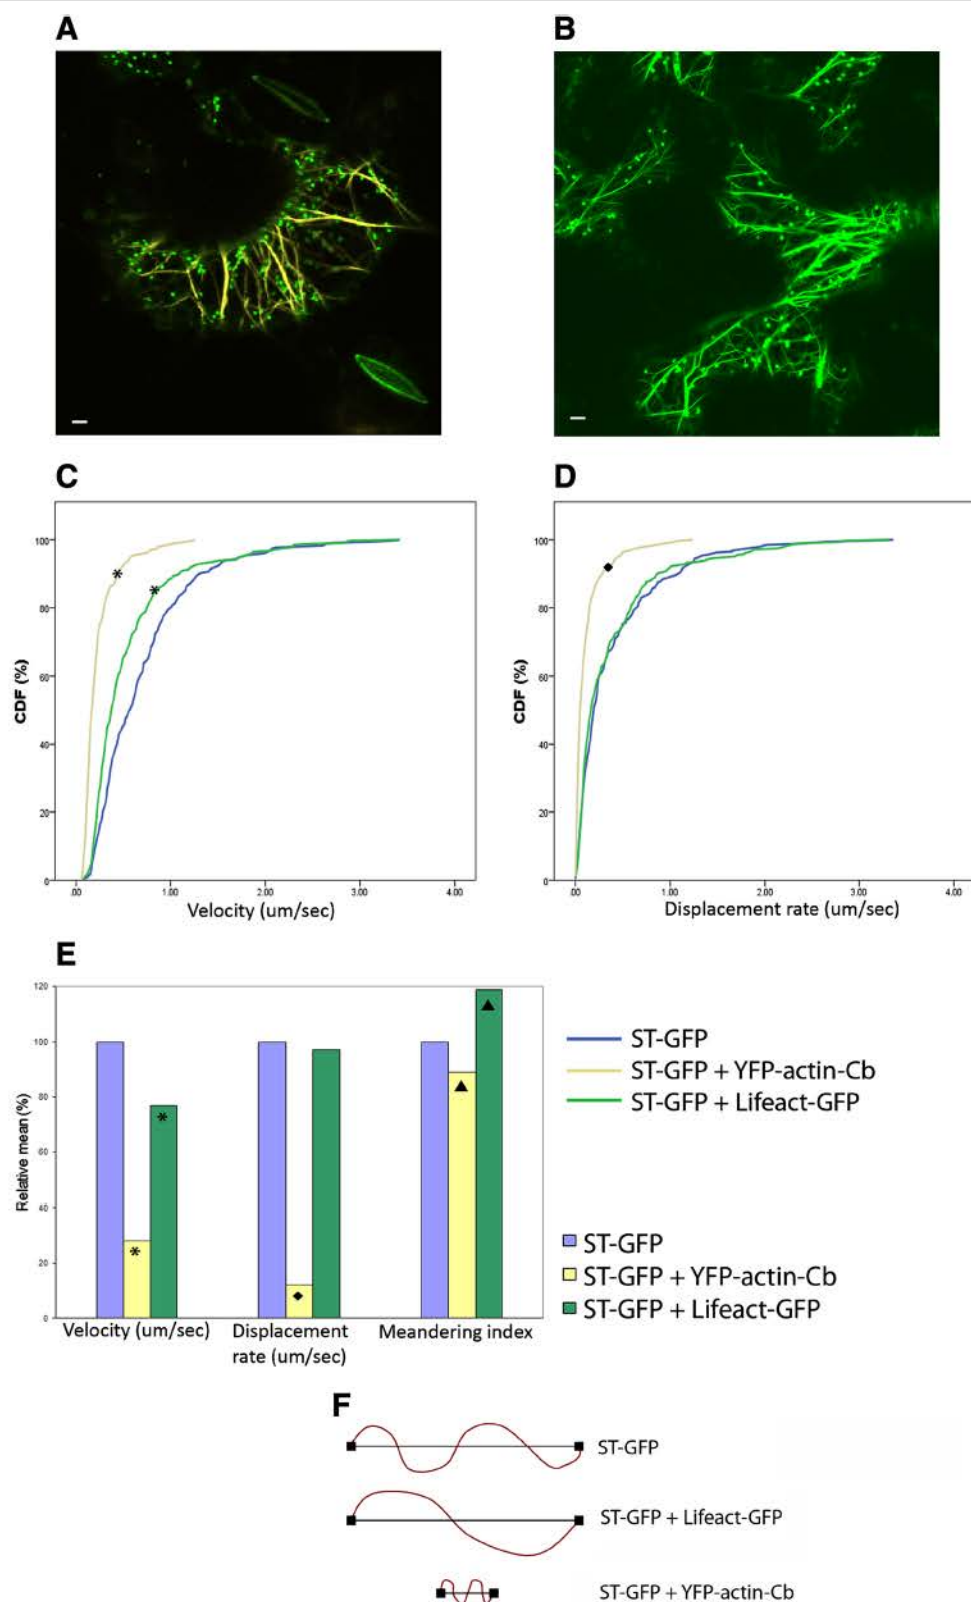 A
B
C
D
100
80
60
40
20
0
CDF (%)
.00 1.00 2.00 3.00 4.00
Velocity (um/sec)
100
80
60
40
20
0
CDF (%)
.00 1.00 2.00 3.00 4.00
Displacement rate (um/sec)
E
120
100
80
60
40
20
0
Relative mean (%)
Velocity (um/sec)
Displacement
rate (um/sec)
Meandering index
ST-GFP
ST-GFP + YFP-actin-Cb
ST-GFP + Lifeact-GFP
ST-GFP
ST-GFP + YFP-actin-Cb
ST-GFP + Lifeact-GFP
F
ST-GFP
ST-GFP + Lifeact-GFP
ST-GFP + YFP-actin-Cb